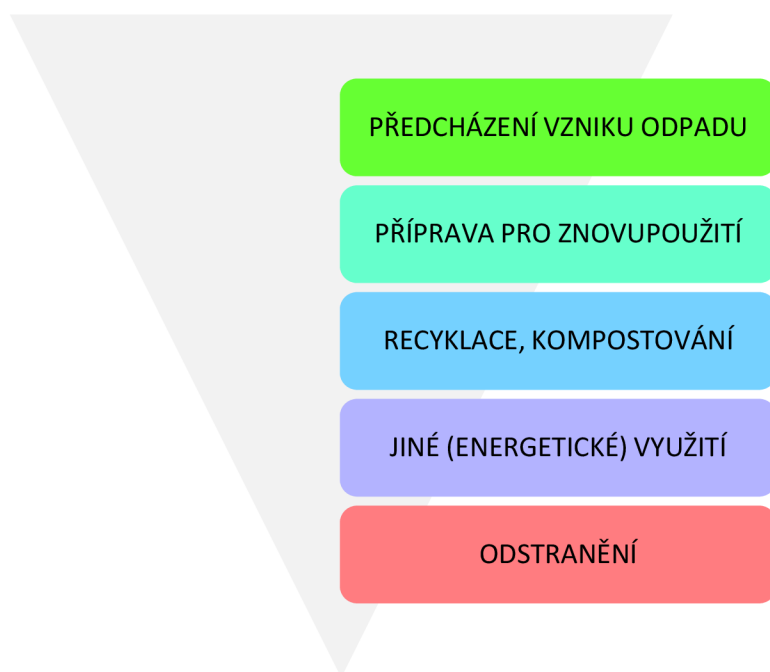 PŘEDCHÁZENÍ VZNIKU ODPADU
PŘÍPRAVA PRO ZNOVUPOUŽITÍ
RECYKLACE, KOMPOSTOVÁNÍ
JINÉ (ENERGETICKÉ) VYUŽITÍ
ODSTRANĚNÍ